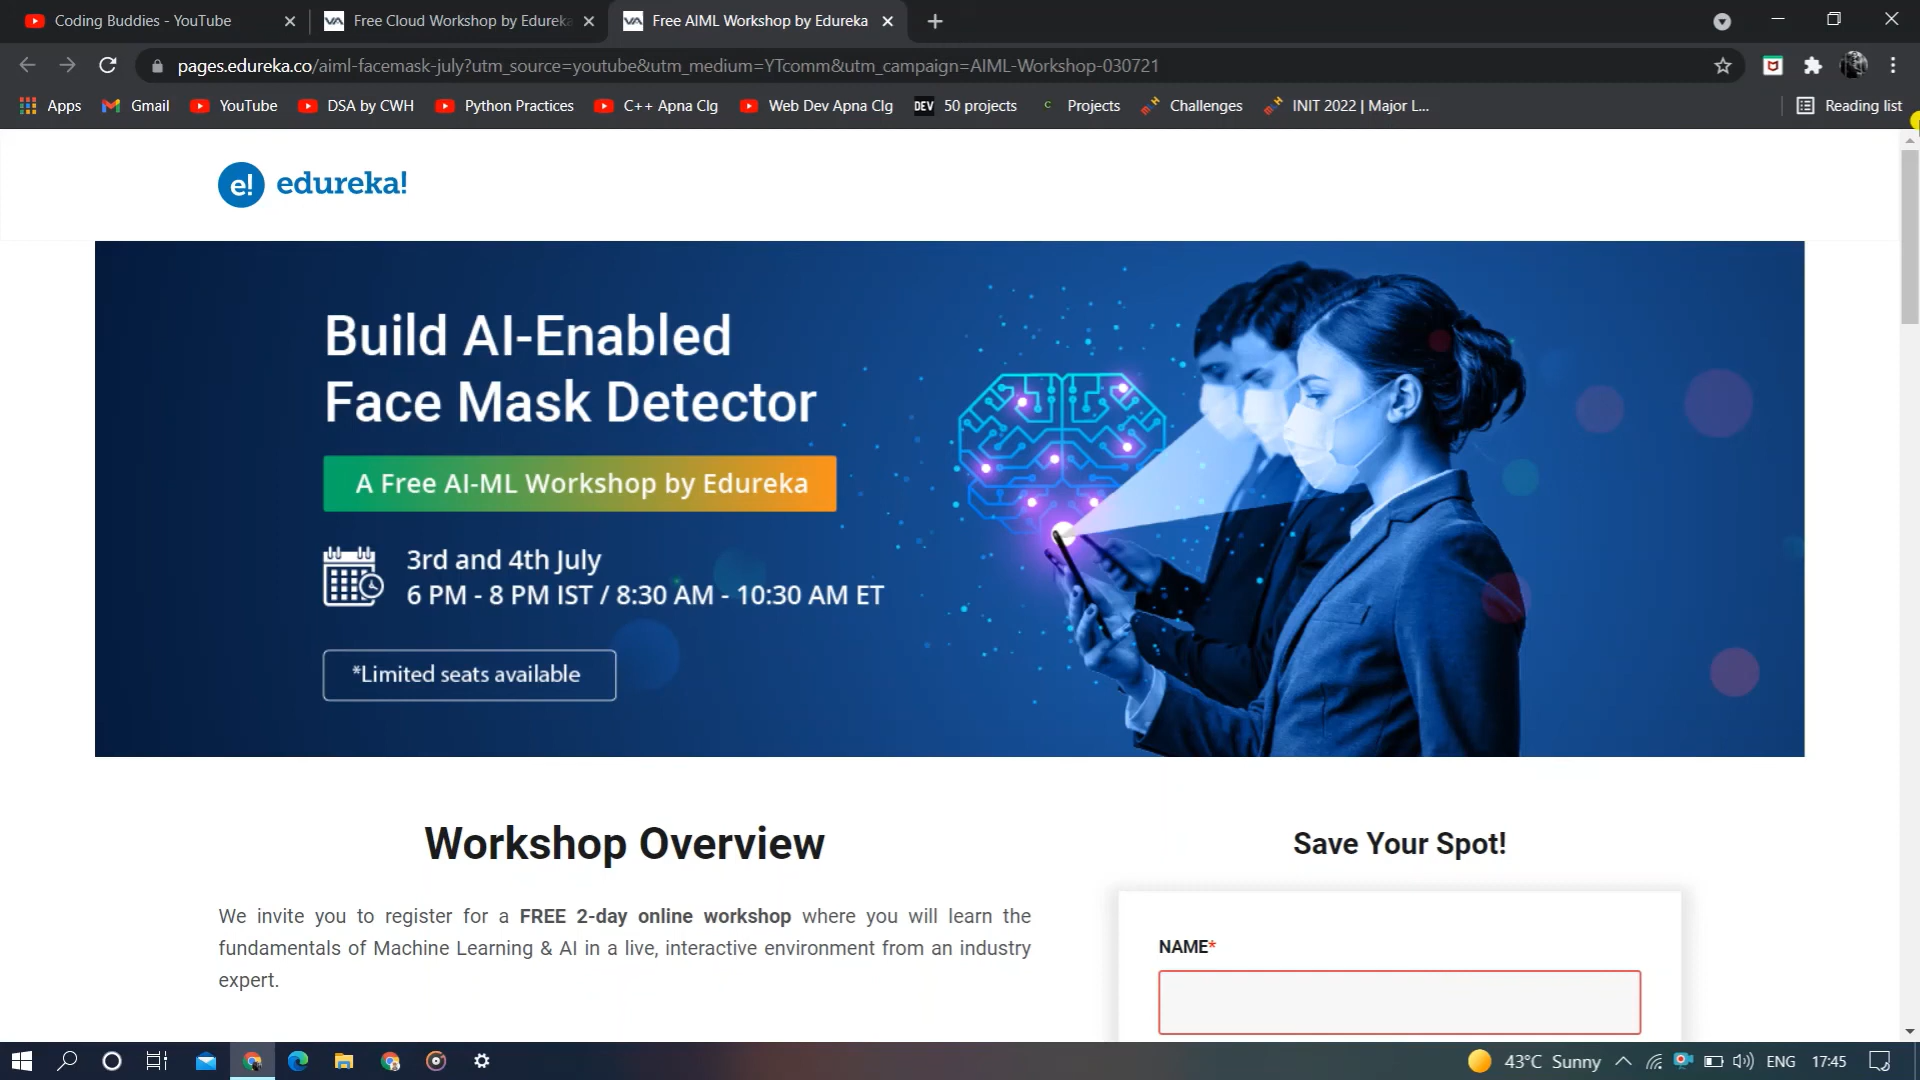 Coding Buddies - YouTube
Free Cloud Workshop by Edureka
Free AIML Workshop by Edureka
pages.edureka.co/aiml-facemask-july?utm_source=youtube&utm_medium=YTcomm&utm_campaign=AIML-Workshop-030721
Apps Gmail YouTube DSA by CWH Python Practices C++ Apna Clg Web Dev Apna Clg DEV 50 projects C Projects Challenges INIT 2022 | Major L... Reading list
e! edureka!
Build AI-Enabled
Face Mask Detector
A Free AI-ML Workshop by Edureka
3rd and 4th July
6 PM - 8 PM IST / 8:30 AM - 10:30 AM ET
*Limited seats available
Workshop Overview
We invite you to register for a FREE 2-day online workshop where you will learn the
fundamentals of Machine Learning & AI in a live, interactive environment from an industry
expert.
Save Your Spot!
NAME*
43°C Sunny ENG 17:45